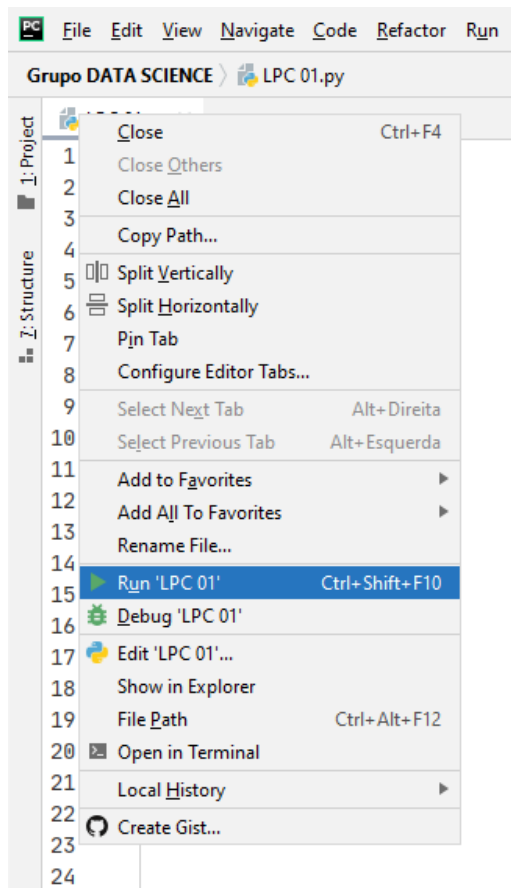 PC File Edit View Navigate Code Refactor Run
Grupo DATA SCIENCE LPC 01.py
1: Project
7: Structure
Close Ctrl+F4
Close Others
Close All
Copy Path...
Split Vertically
Split Horizontally
Pin Tab
Configure Editor Tabs...
Select Next Tab Alt+Direita
Select Previous Tab Alt+Esquerda
Add to Favorites
Add All To Favorites
Rename File...
Run 'LPC 01' Ctrl+Shift+F10
Debug 'LPC 01'
Edit 'LPC 01'...
Show in Explorer
File Path Ctrl+Alt+F12
Open in Terminal
Local History
Create Gist...
1
2
3
4
5
6
7
8
9
10
11
12
13
14
15
16
17
18
19
20
21
22
23
24